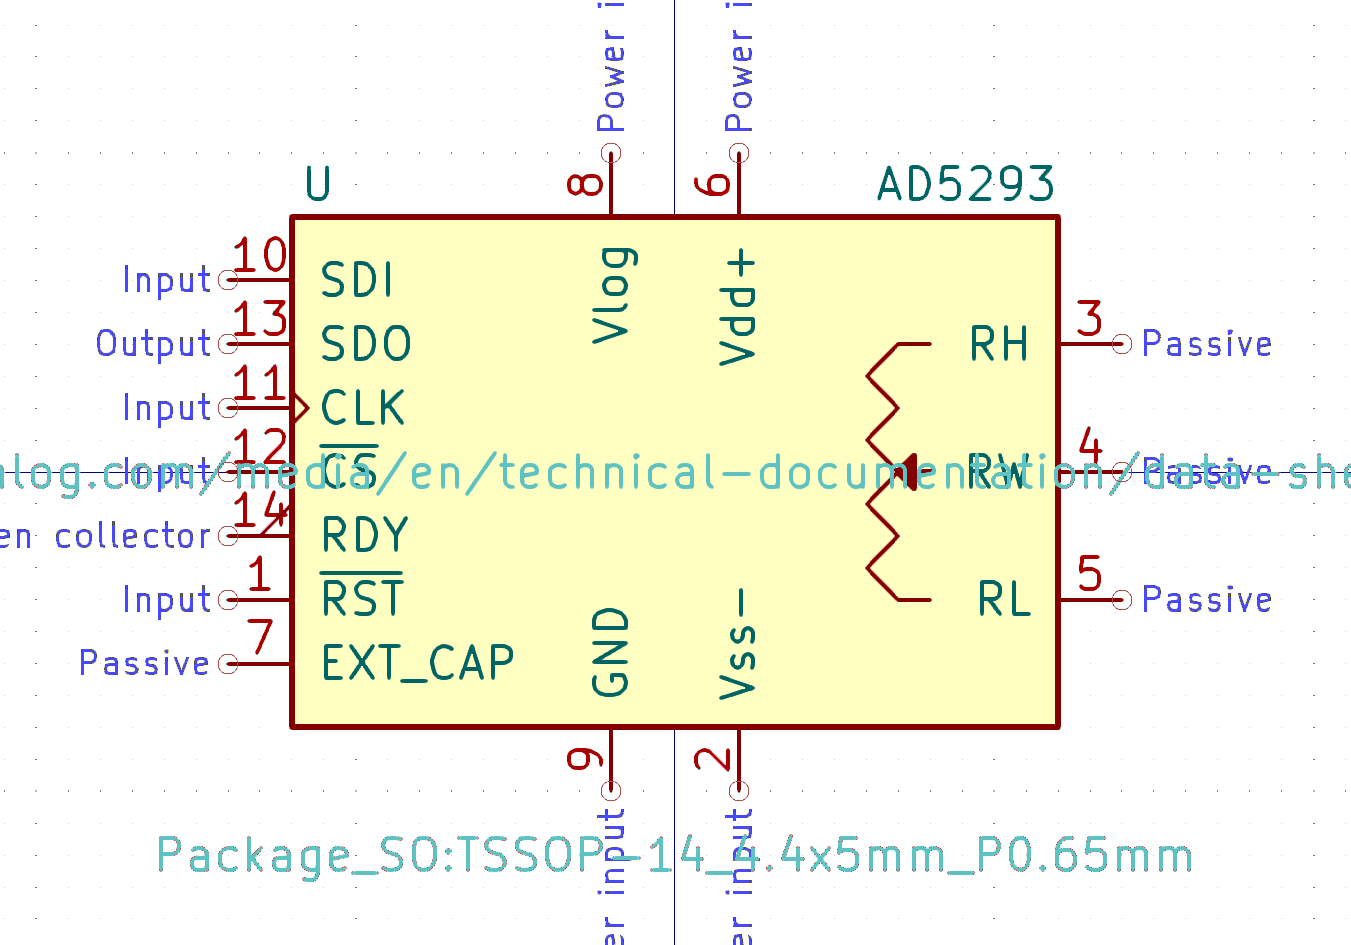 Power i
Power i
8
6
U
AD5293
Vlog
Vdd+
10
Input
SDI
13
Output
SDO
3
RH
Passive
11
Input
CLK
12
Input
CS
4
RW
Passive
alog.com/media/en/technical-documentation/data-she
14
en collector
RDY
1
Input
RST
5
RL
Passive
7
Passive
EXT_CAP
GND
Vss-
9
2
er input
er input
Package_SO:TSSOP-14_4.4x5mm_P0.65mm